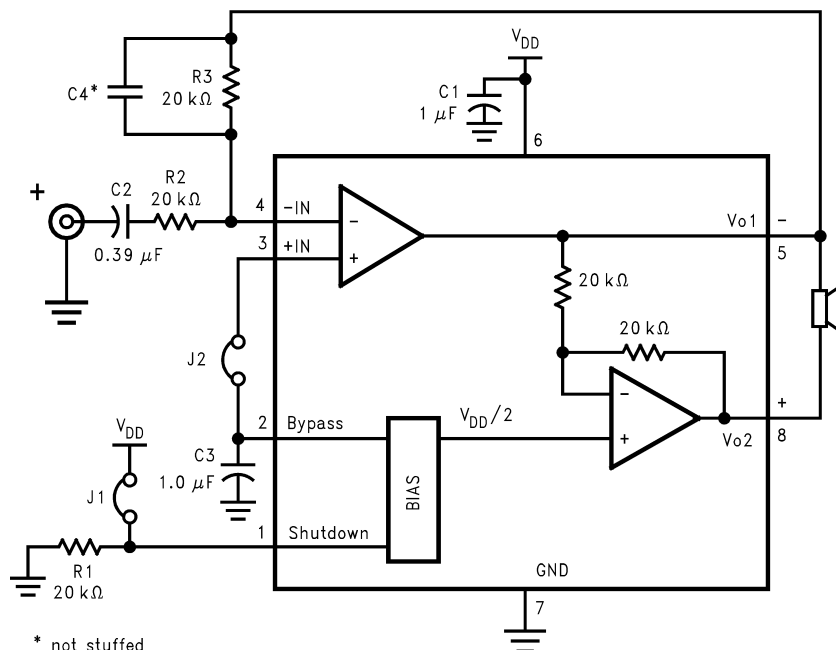 V_DD
R3
20 kΩ
C4*
C1
1 μF
6
+
C2
0.39 μF
R2
20 kΩ
4
-IN
3
+IN
-
+
Vo1
-
5
20 kΩ
20 kΩ
J2
2
Bypass
V_DD/2
-
+
+
8
Vo2
C3
1.0 μF
BIAS
V_DD
J1
1
Shutdown
R1
20 kΩ
GND
7
* not stuffed